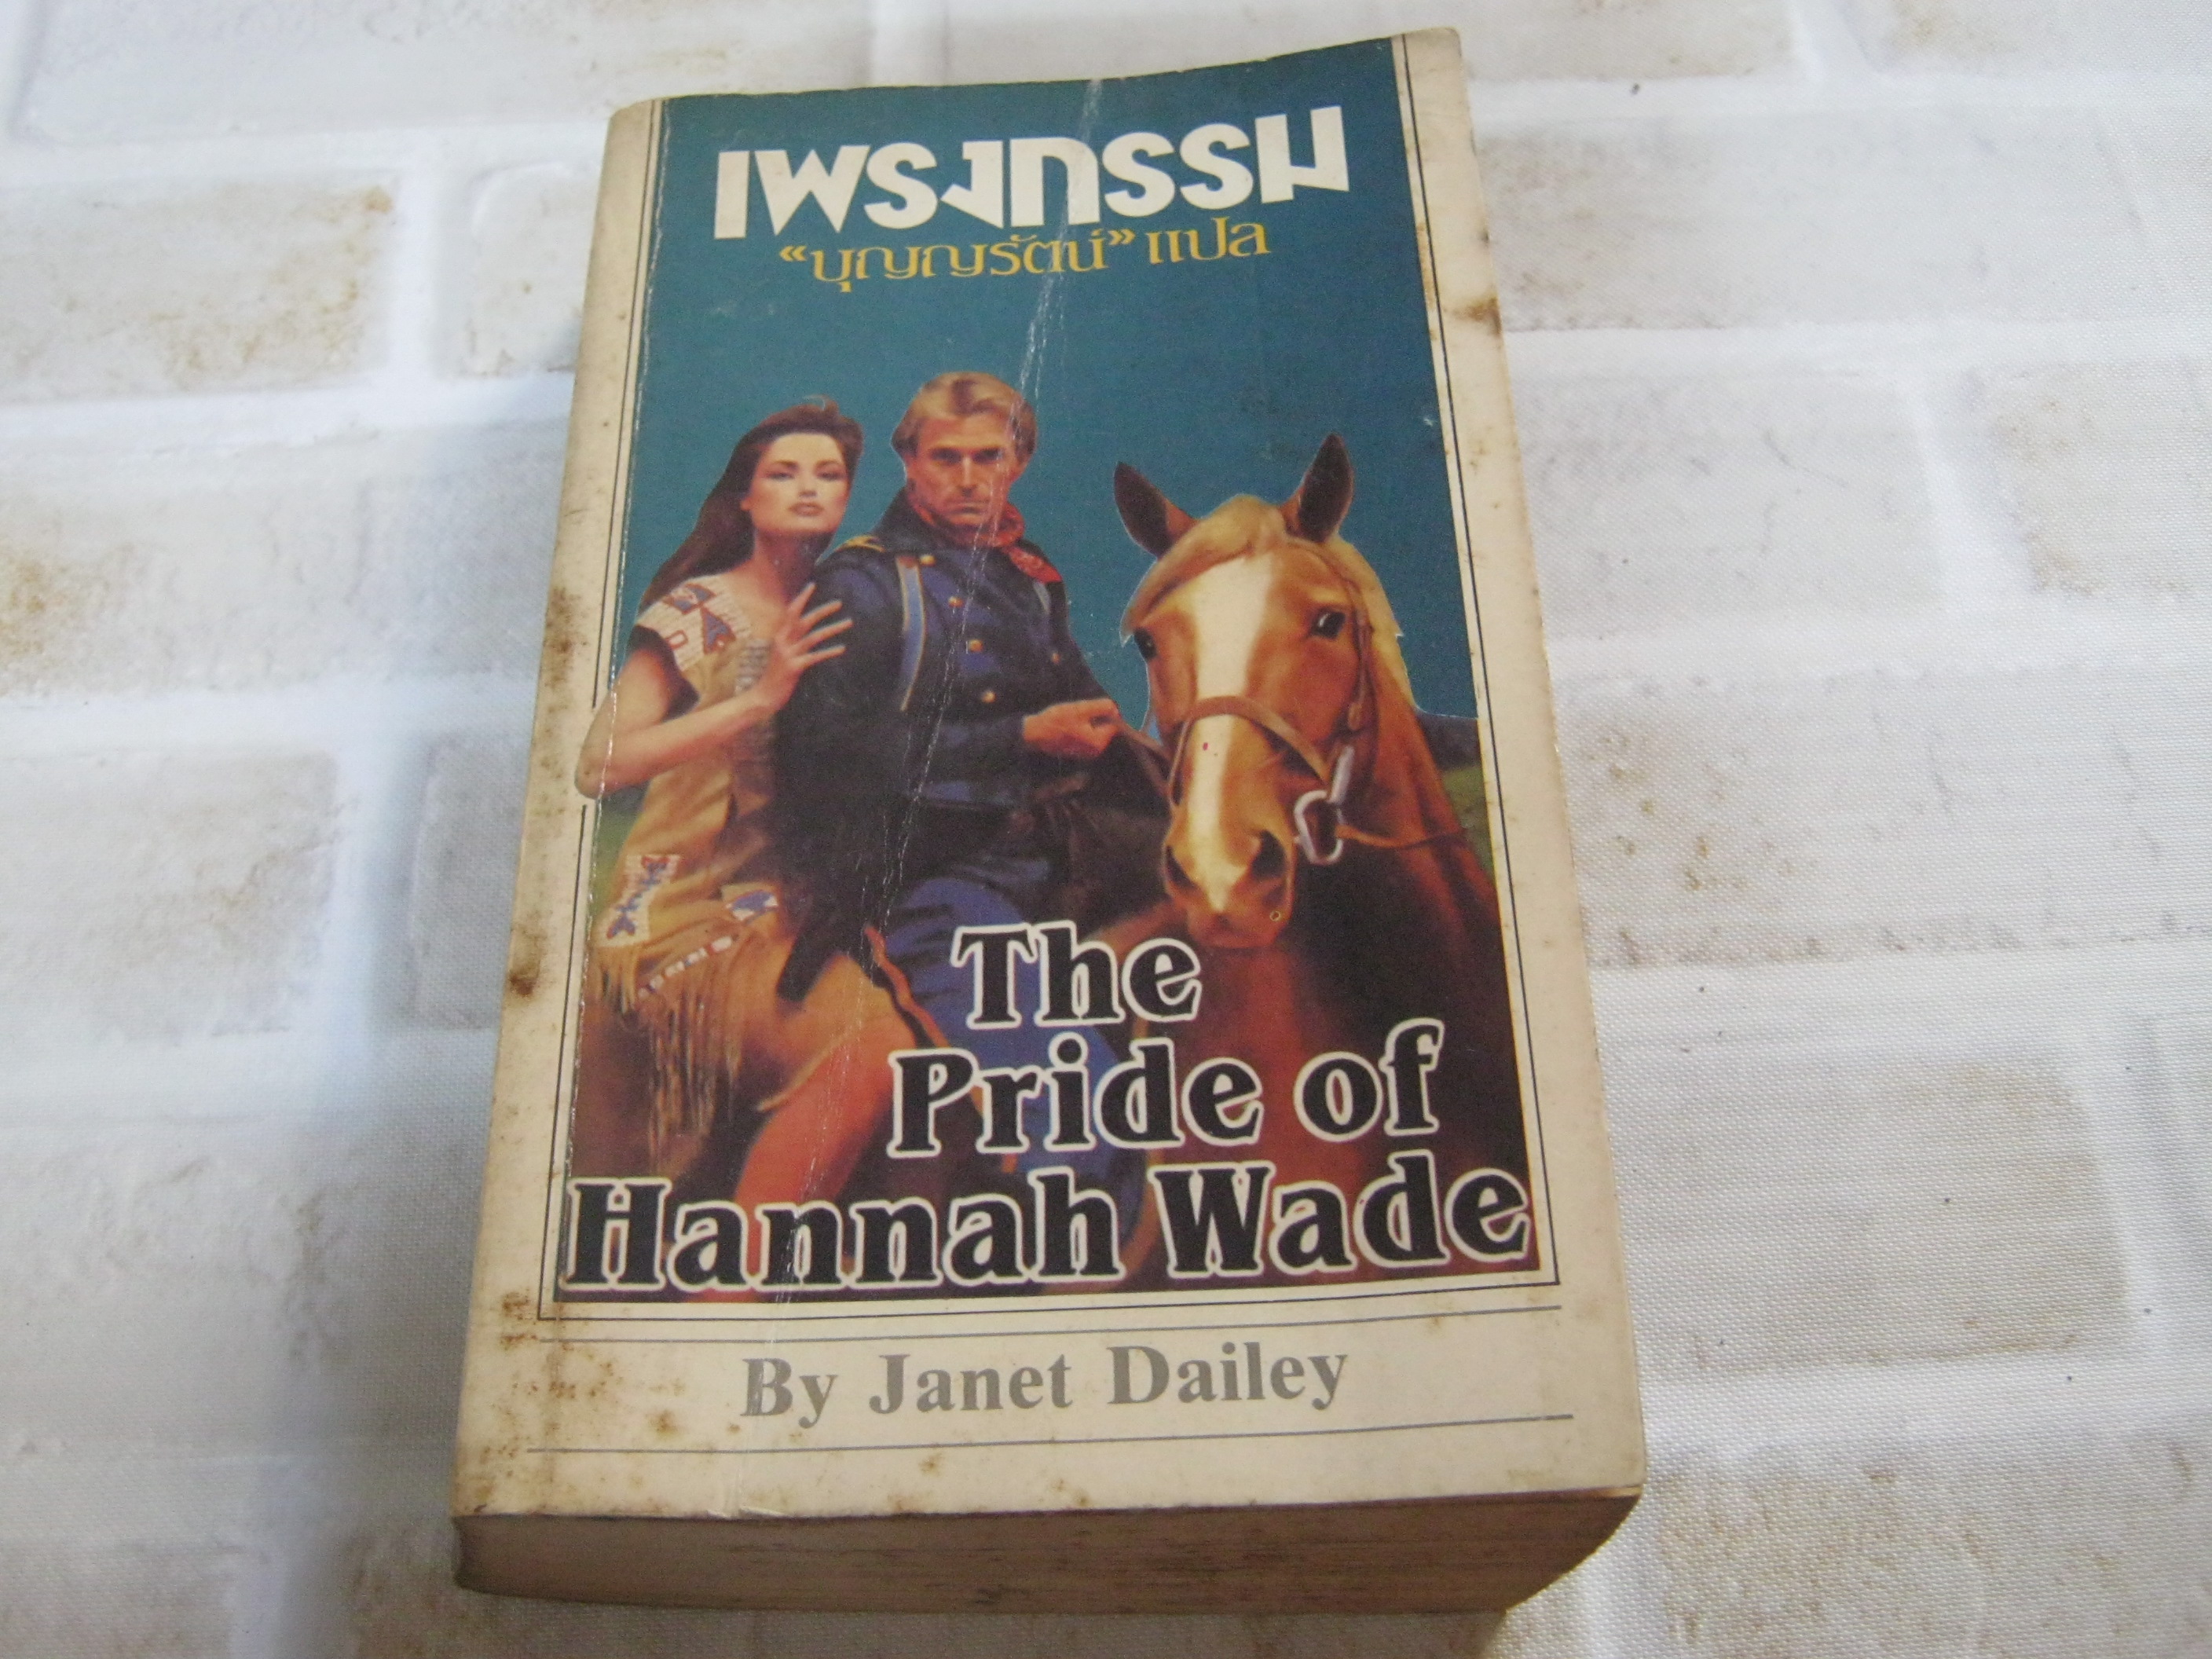 เพรงกรรม
«บุญญรัตน์» แปล
The
Pride of
Hannah Wade
By Janet Dailey